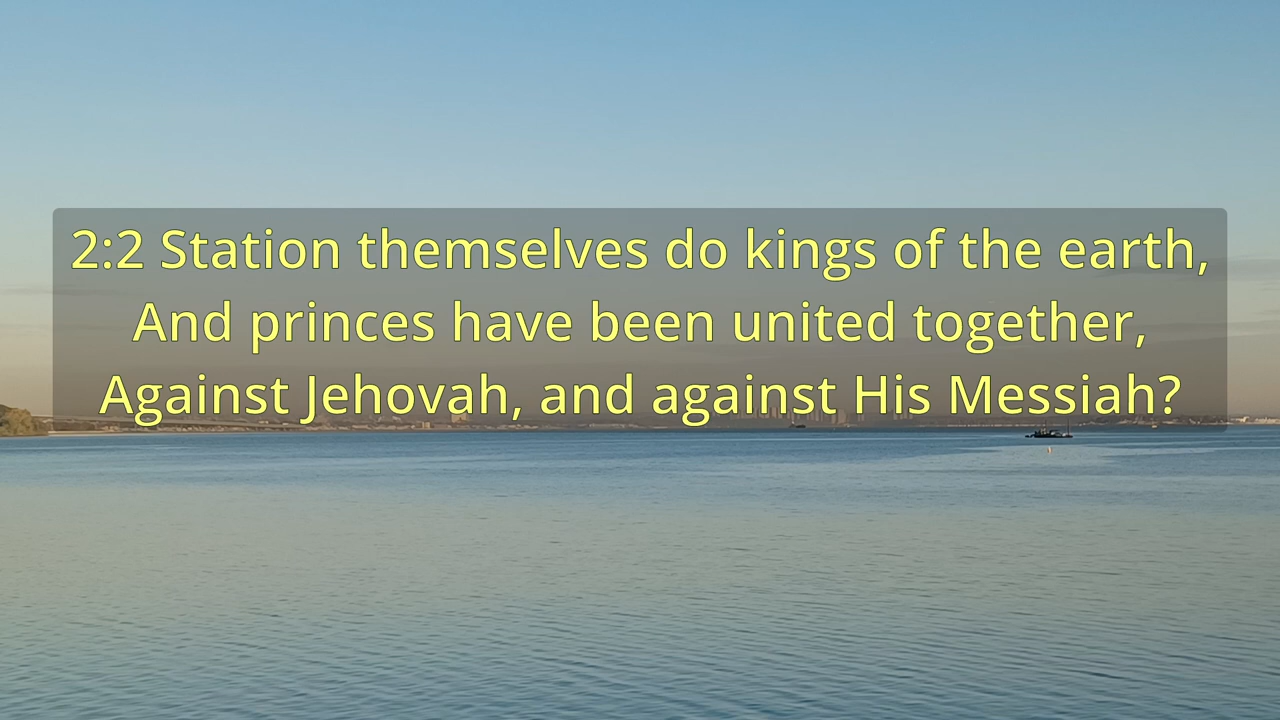 2:2 Station themselves do kings of the earth,
And princes have been united together,
Against Jehovah, and against His Messiah?